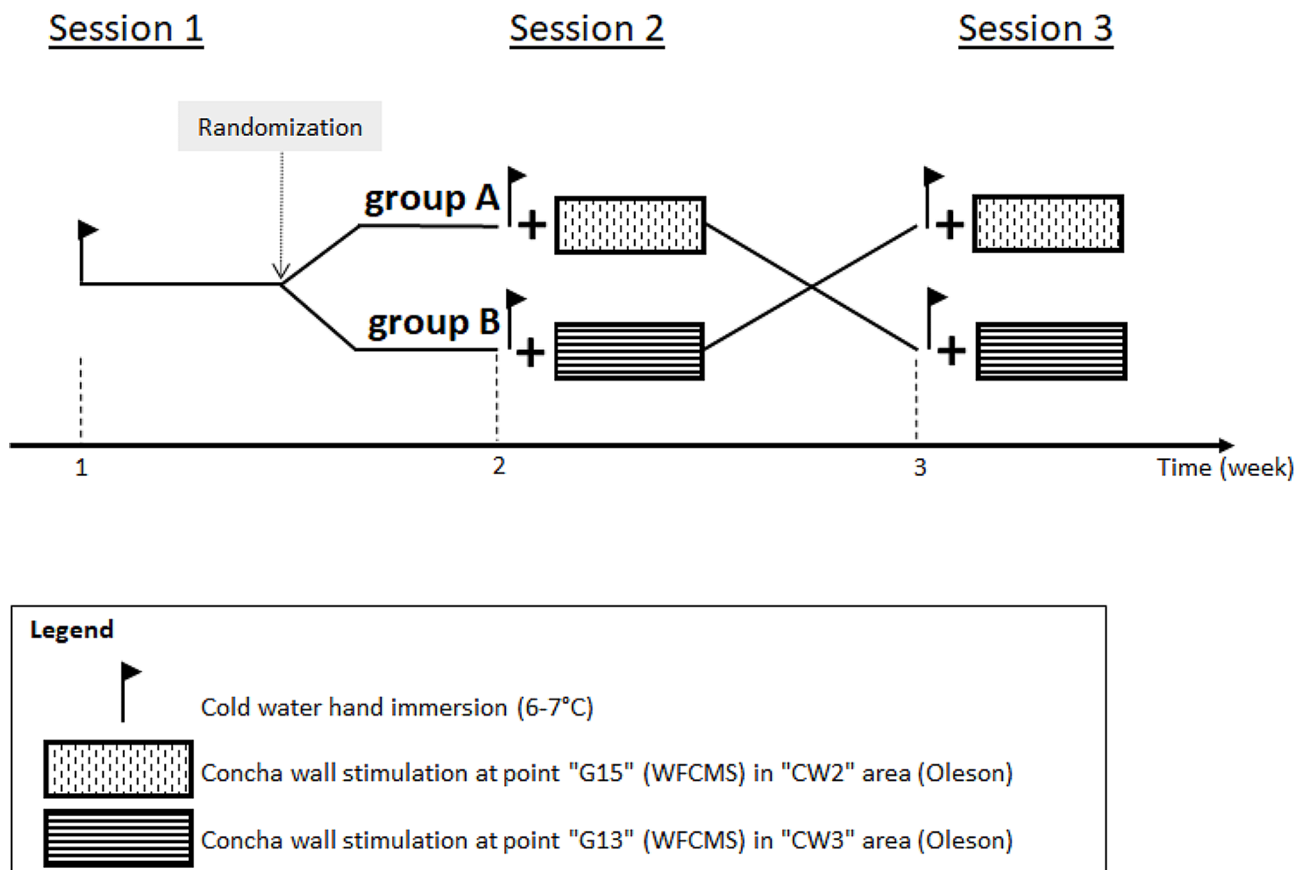 Session 1 Session 2 Session 3
Randomization
group A
group B
1 2 3 Time (week)
Legend
Cold water hand immersion (6-7°C)
Concha wall stimulation at point "G15" (WFCMS) in "CW2" area (Oleson)
Concha wall stimulation at point "G13" (WFCMS) in "CW3" area (Oleson)